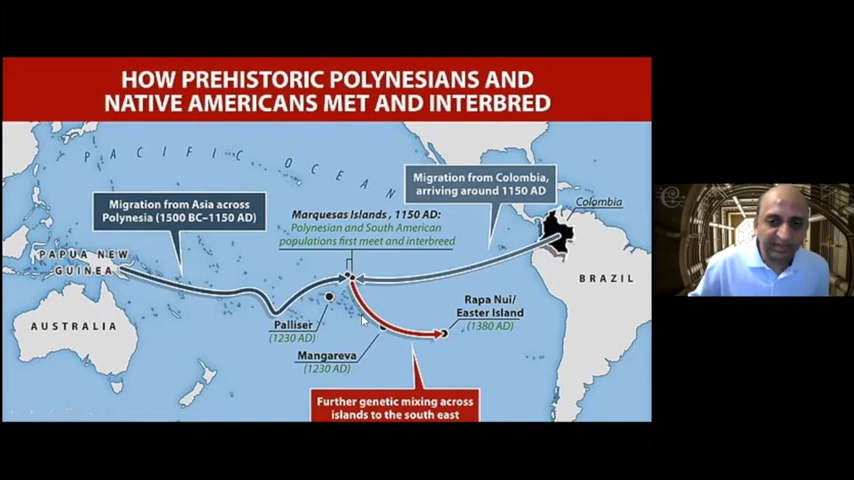 HOW PREHISTORIC POLYNESIANS AND
NATIVE AMERICANS MET AND INTERBRED
PACIFIC OCEAN
Migration from Colombia,
arriving around 1150 AD
Migration from Asia across
Polynesia (1500 BC–1150 AD)
Colombia
Marquesas Islands, 1150 AD:
Polynesian and South American
populations first meet and interbreed
PAPUA NEW
GUINEA
BRAZIL
AUSTRALIA
Rapa Nui/
Easter Island
(1380 AD)
Palliser
(1230 AD)
Mangareva
(1230 AD)
Further genetic mixing across
islands to the south east